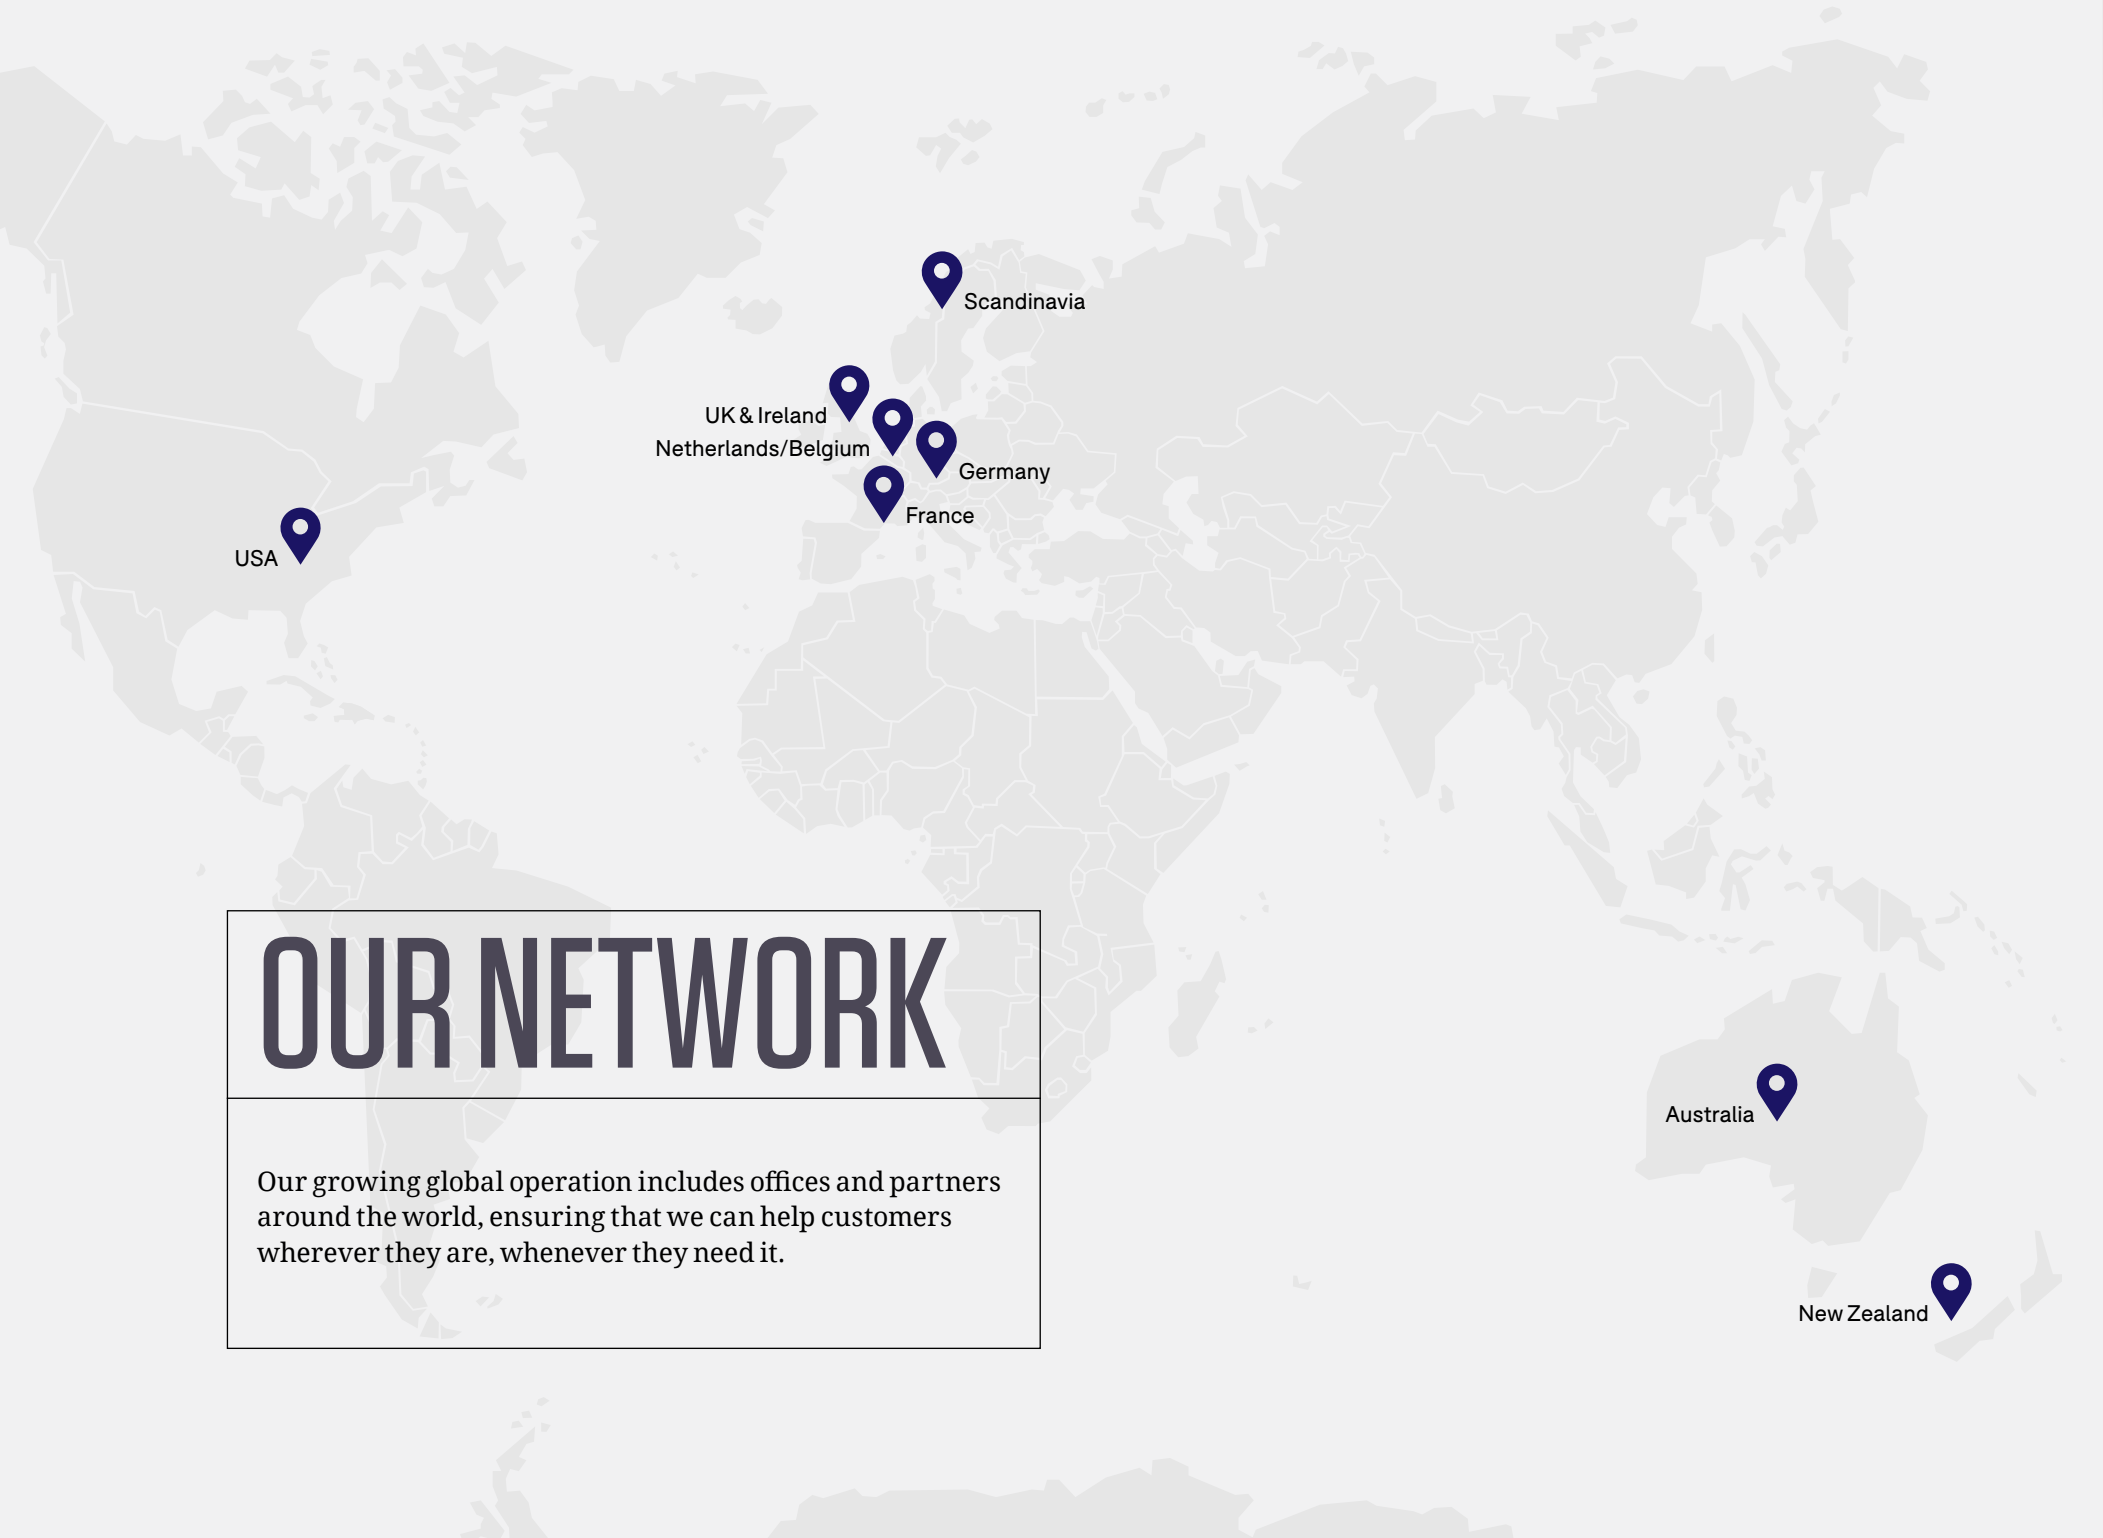 Scandinavia
UK & Ireland
Netherlands/Belgium
Germany
France
USA
OUR NETWORK
Our growing global operation includes offices and partners
around the world, ensuring that we can help customers
wherever they are, whenever they need it.
Australia
New Zealand